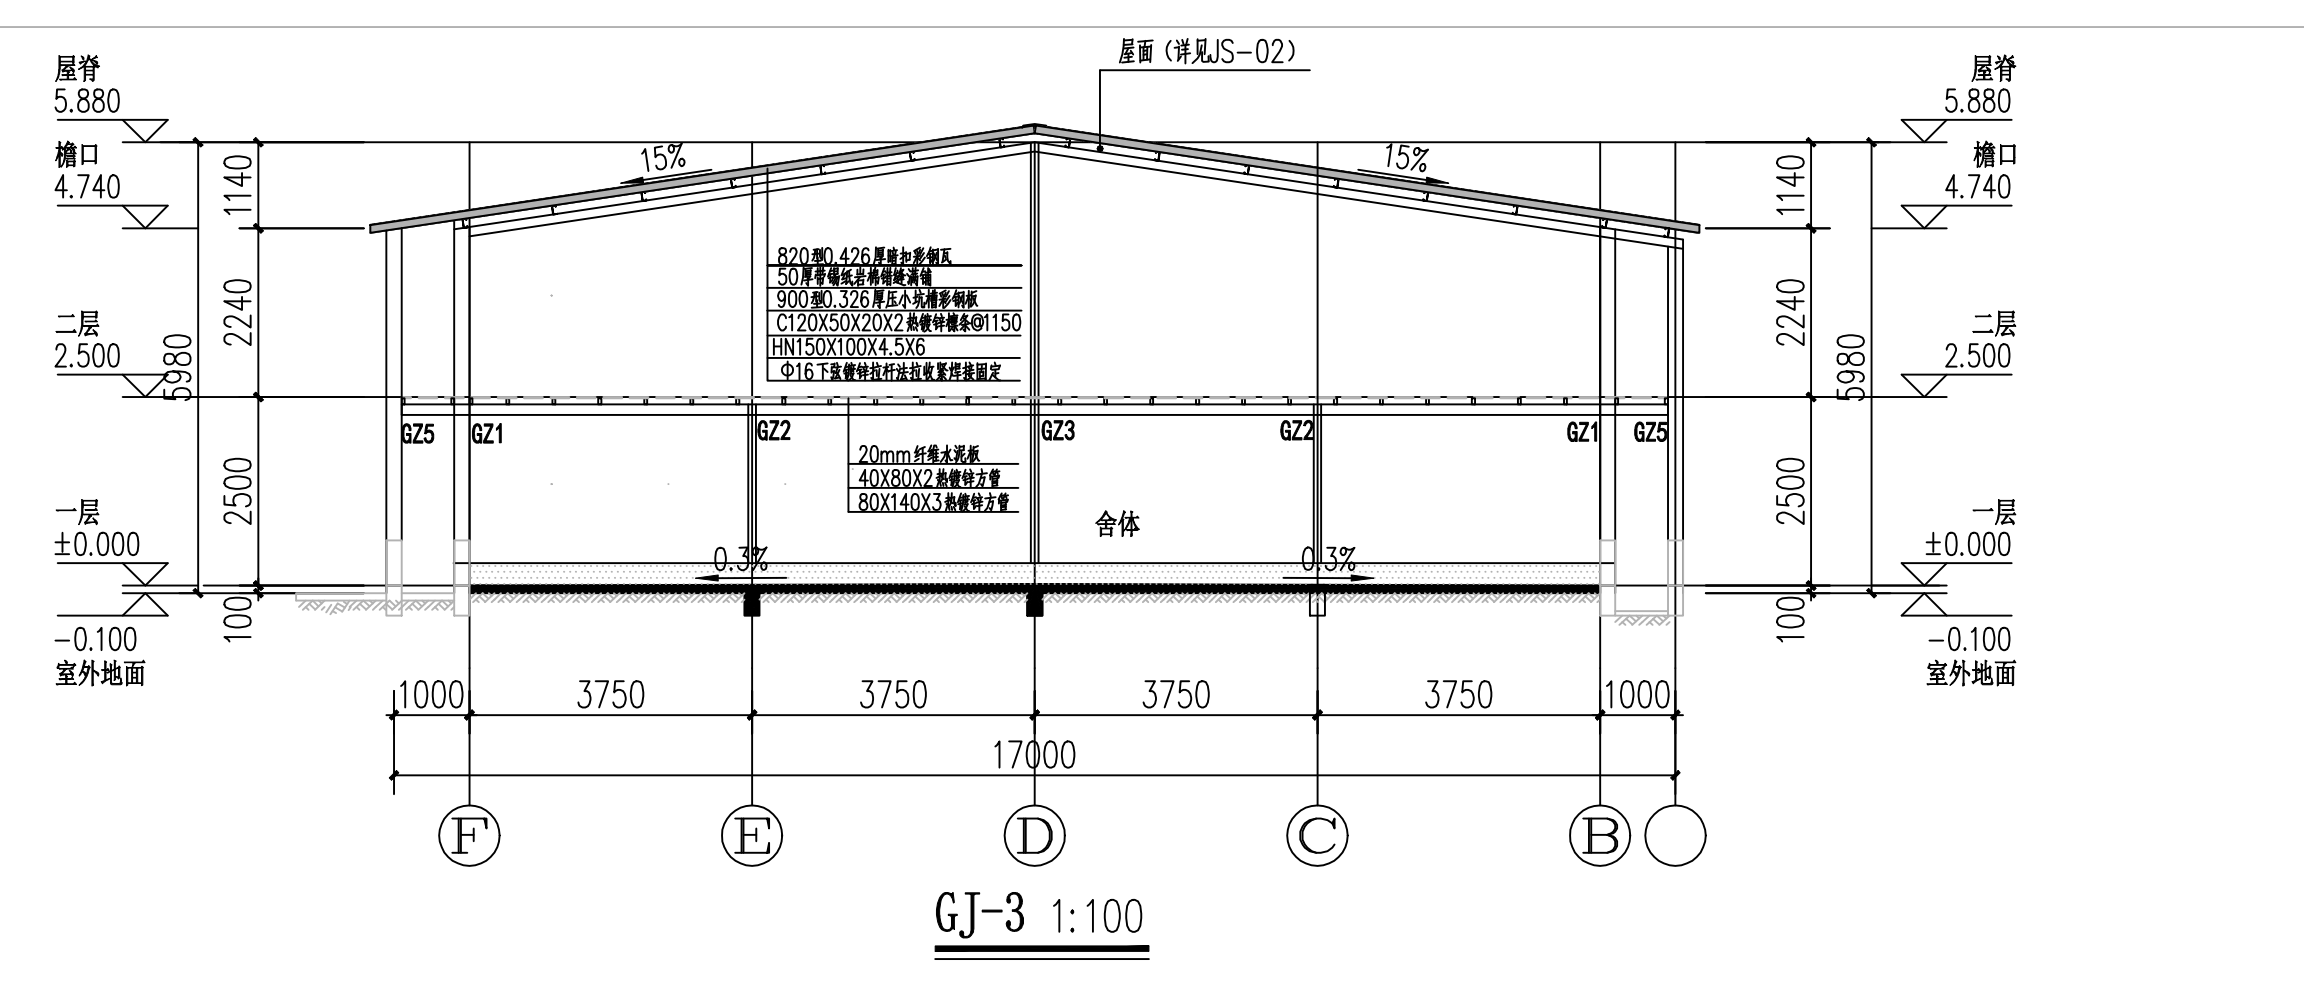 屋面（详见JS-02）
屋脊
5.880
檐口
4.740
二层
2.500
一层
±0.000
-0.100
室外地面
5980
1140
2240
2500
100
15%
15%
820型0.426厚暗扣彩钢瓦
50厚带锡纸岩棉错缝满铺
900型0.326厚压小坑槽彩钢板
C120X50X20X2热镀锌檩条@1150
HN150X100X4.5X6
Φ16下弦镀锌拉杆法拉收紧焊接固定
GZ5
GZ1
GZ2
GZ3
GZ2
GZ1
GZ5
20mm纤维水泥板
40X80X2热镀锌方管
80X140X3热镀锌方管
舍体
0.3%
0.3%
屋脊
5.880
檐口
4.740
二层
2.500
一层
±0.000
-0.100
室外地面
1140
2240
2500
100
5980
1000
3750
3750
3750
3750
1000
17000
F
E
D
C
B
GJ-3 1:100